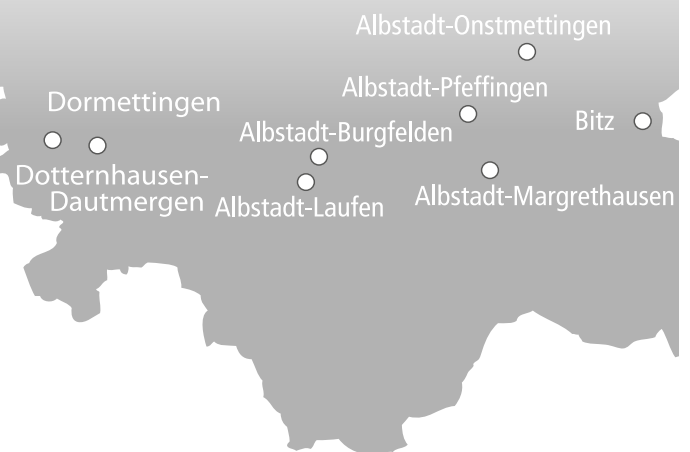 Albstadt-Onstmettingen
Albstadt-Pfeffingen
Dormettingen
Albstadt-Burgfelden
Bitz
Dotternhausen-
Dautmergen
Albstadt-Laufen
Albstadt-Margrethausen